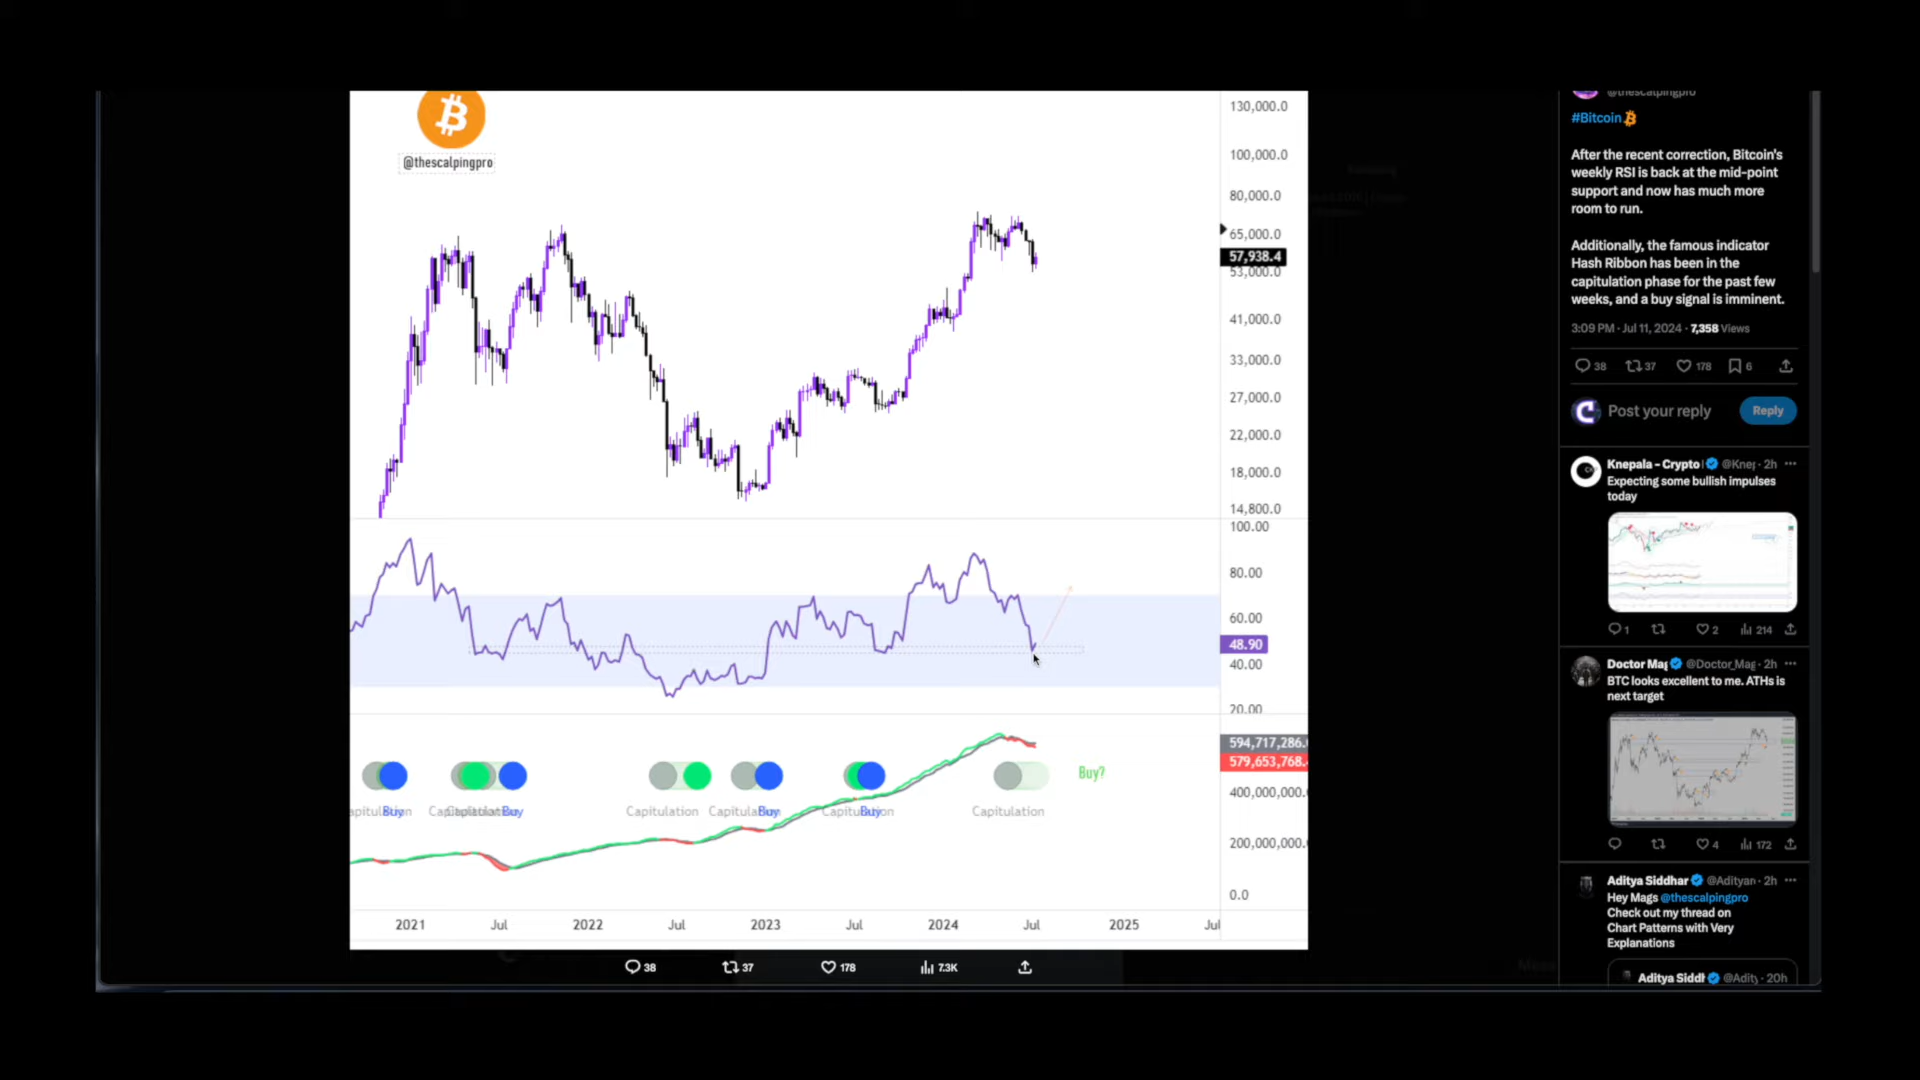 @thescalpingpro
130,000.0
100,000.0
80,000.0
65,000.0
57,938.4
53,000.0
41,000.0
33,000.0
27,000.0
22,000.0
18,000.0
14,800.0
100.00
80.00
60.00
48.90
40.00
20.00
594,717,286.
579,653,768.
400,000,000.
200,000,000.
0.0
Buy?
Buy
Buy
Capitulation
Buy
Buy
Capitulation
2021
Jul
2022
Jul
2023
Jul
2024
Jul
2025
Jul
38
37
178
7.3K
@thescalpingpro
#Bitcoin
After the recent correction, Bitcoin's
weekly RSI is back at the mid-point
support and now has much more
room to run.
Additionally, the famous indicator
Hash Ribbon has been in the
capitulation phase for the past few
weeks, and a buy signal is imminent.
3:09 PM · Jul 11, 2024 · 7,358 Views
38
37
178
6
Post your reply
Reply
Knepala - Crypto @Knep · 2h
Expecting some bullish impulses
today
1
2
214
Doctor Mag @Doctor_Mag · 2h
BTC looks excellent to me. ATHs is
next target
4
172
Aditya Siddhar @Adityan · 2h
Hey Mags @thescalpingpro
Check out my thread on
Chart Patterns with Very
Explanations
Aditya Siddh @Adity · 20h